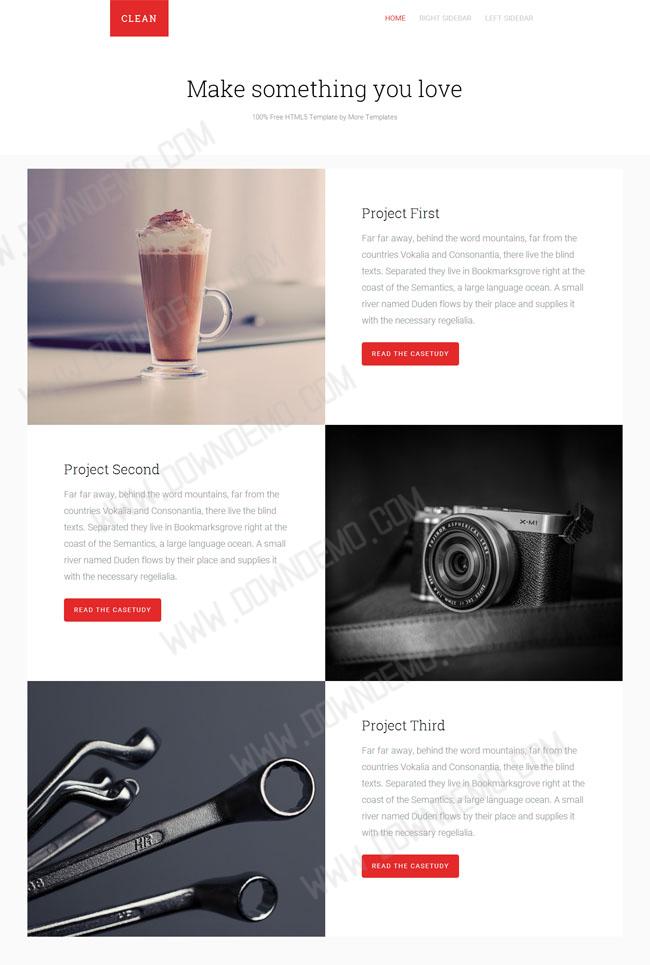 CLEAN
HOME RIGHT SIDEBAR LEFT SIDEBAR
Make something you love
100% Free HTML5 Template by More Templates
Project First
Far far away, behind the word mountains, far from the
countries Vokalia and Consonantia, there live the blind
texts. Separated they live in Bookmarksgrove right at the
coast of the Semantics, a large language ocean. A small
river named Duden flows by their place and supplies it
with the necessary regelialia.
READ THE CASETUDY
Project Second
Far far away, behind the word mountains, far from the
countries Vokalia and Consonantia, there live the blind
texts. Separated they live in Bookmarksgrove right at the
coast of the Semantics, a large language ocean. A small
river named Duden flows by their place and supplies it
with the necessary regelialia.
READ THE CASETUDY
X-M1
Project Third
Far far away, behind the word mountains, far from the
countries Vokalia and Consonantia, there live the blind
texts. Separated they live in Bookmarksgrove right at the
coast of the Semantics, a large language ocean. A small
river named Duden flows by their place and supplies it
with the necessary regelialia.
READ THE CASETUDY
WWW.DOWNDEMO.COM
WWW.DOWNDEMO.COM
WWW.DOWNDEMO.COM
WWW.DOWNDEMO.COM
WWW.DOWNDEMO.COM
WWW.DOWNDEMO.COM